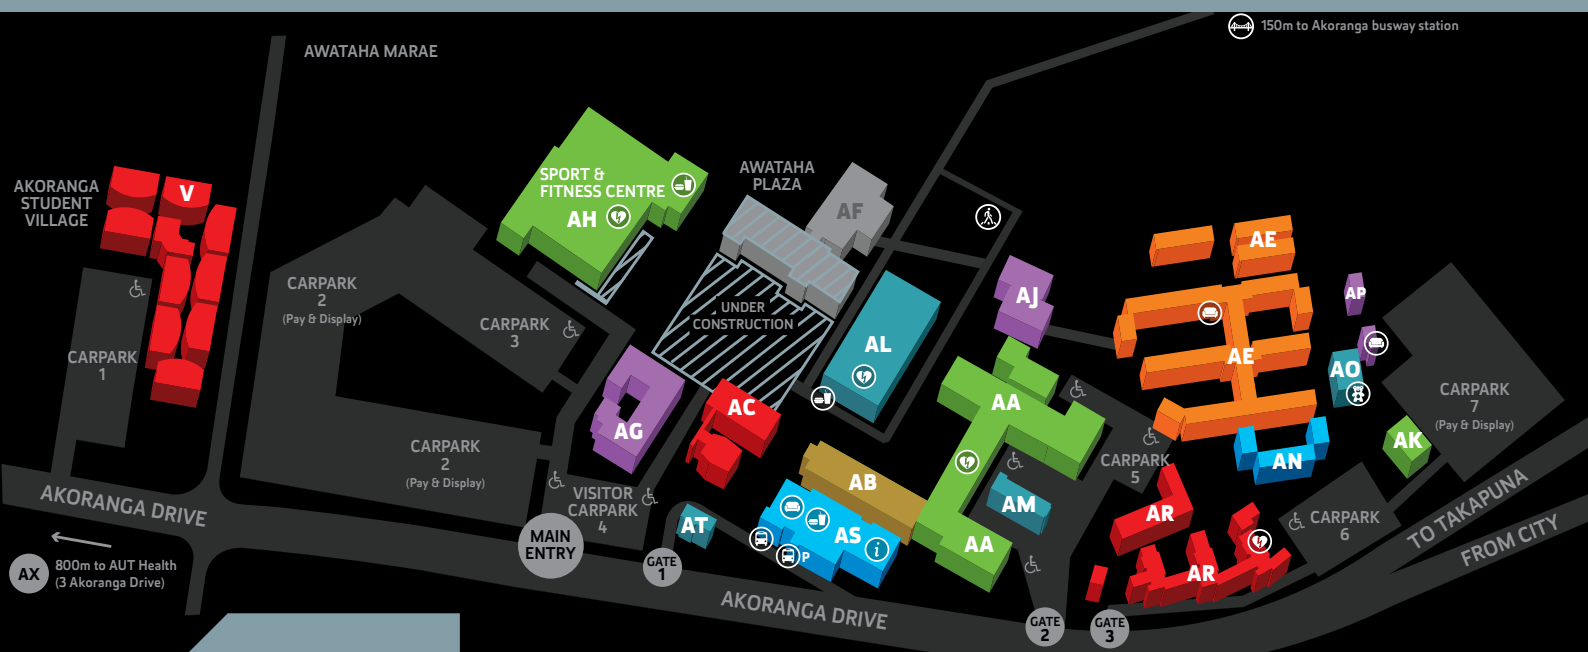 150m to Akoranga busway station
AWATAHA MARAE
AKORANGA
STUDENT
VILLAGE
V
SPORT &
FITNESS CENTRE
AH
AWATAHA
PLAZA
AF
CARPARK
1
CARPARK
2
(Pay & Display)
CARPARK
3
UNDER
CONSTRUCTION
AL
AJ
AE
AE
AP
AO
CARPARK
7
(Pay & Display)
AG
AC
AA
AK
CARPARK
2
(Pay & Display)
VISITOR
CARPARK
4
AB
AM
CARPARK
5
AN
AR
CARPARK
6
AT
AS
i
P
AA
AR
AKORANGA DRIVE
MAIN
ENTRY
GATE
1
AX
800m to AUT Health
(3 Akoranga Drive)
AKORANGA DRIVE
GATE
2
GATE
3
TO TAKAPUNA
FROM CITY